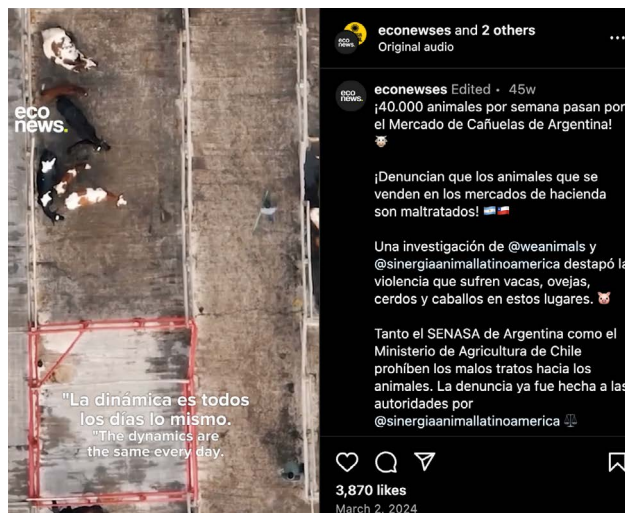 eco
news.
"La dinámica es todos
los días lo mismo.
"The dynamics are
the same every day.
eco
news.
econewses and 2 others
Original audio
eco
news.
econewses Edited • 45w
¡40.000 animales por semana pasan por
el Mercado de Cañuelas de Argentina!
🐮
¡Denuncian que los animales que se
venden en los mercados de hacienda
son maltratados! 🇦🇷🇨🇱
Una investigación de @weanimals y
@sinergiaanimallatinoamerica destapó la
violencia que sufren vacas, ovejas,
cerdos y caballos en estos lugares. 🐷
Tanto el SENASA de Argentina como el
Ministerio de Agricultura de Chile
prohíben los malos tratos hacia los
animales. La denuncia ya fue hecha a las
autoridades por
@sinergiaanimallatinoamerica ⚖️
3,870 likes
March 2, 2024